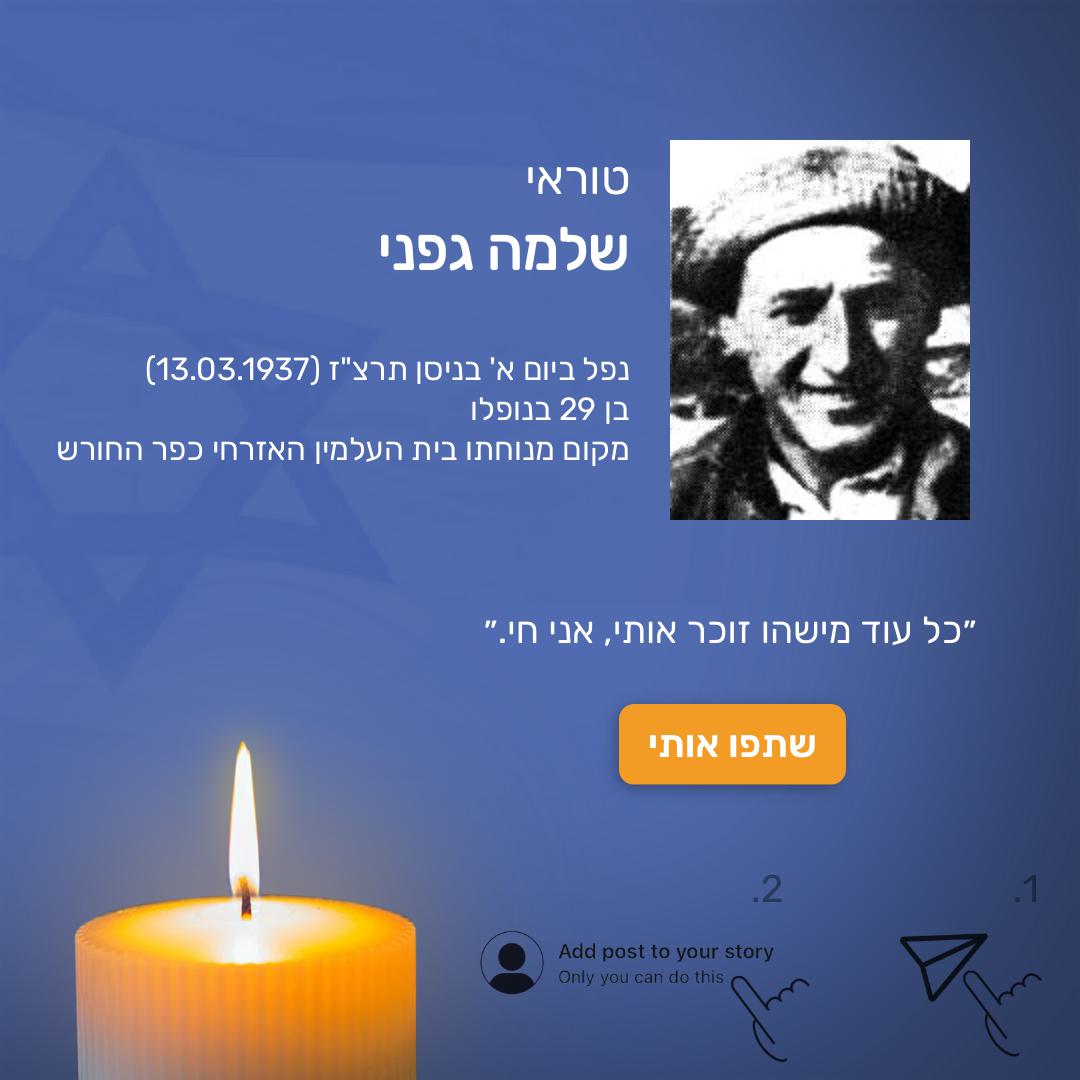 טוראי
שלמה גפני
נפל ביום א' בניסן תרצ"ז (13.03.1937)
בן 29 בנופלו
מקום מנוחתו בית העלמין האזרחי כפר החורש
״כל עוד מישהו זוכר אותי, אני חי.״
שתפו אותי
.1
.2
Add post to your story
Only you can do this